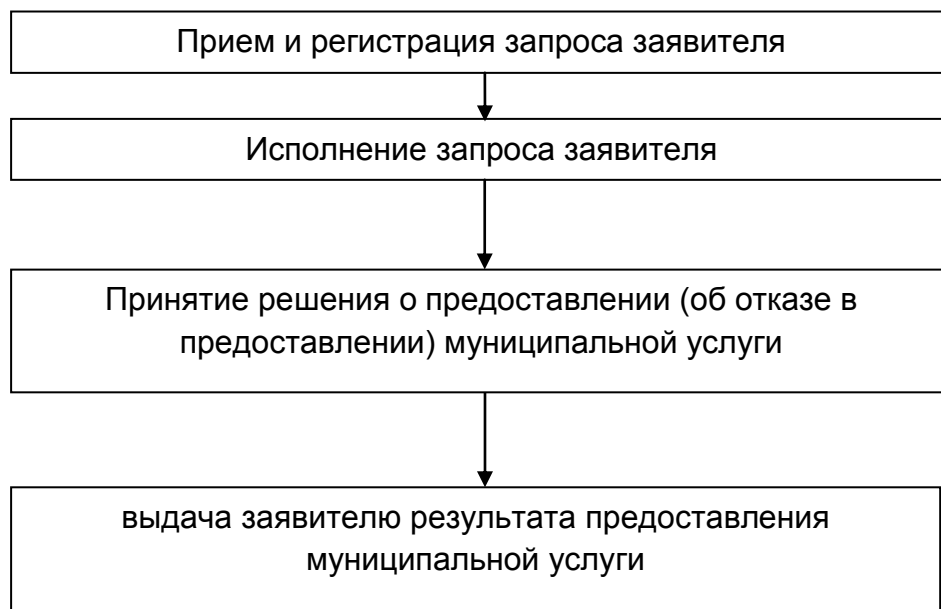 Прием и регистрация запроса заявителя
Исполнение запроса заявителя
Принятие решения о предоставлении (об отказе в
предоставлении) муниципальной услуги
выдача заявителю результата предоставления
муниципальной услуги